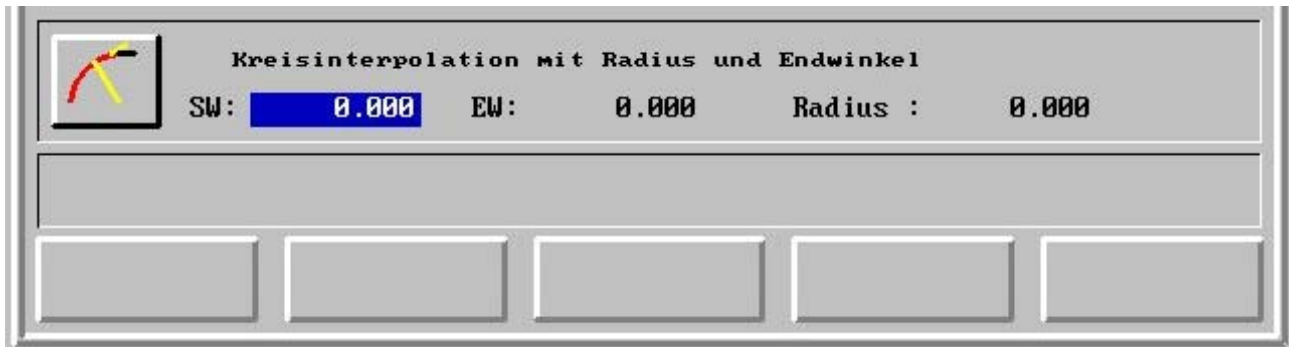 Kreisinterpolation mit Radius und Endwinkel
SW: 0.000 EW: 0.000 Radius : 0.000